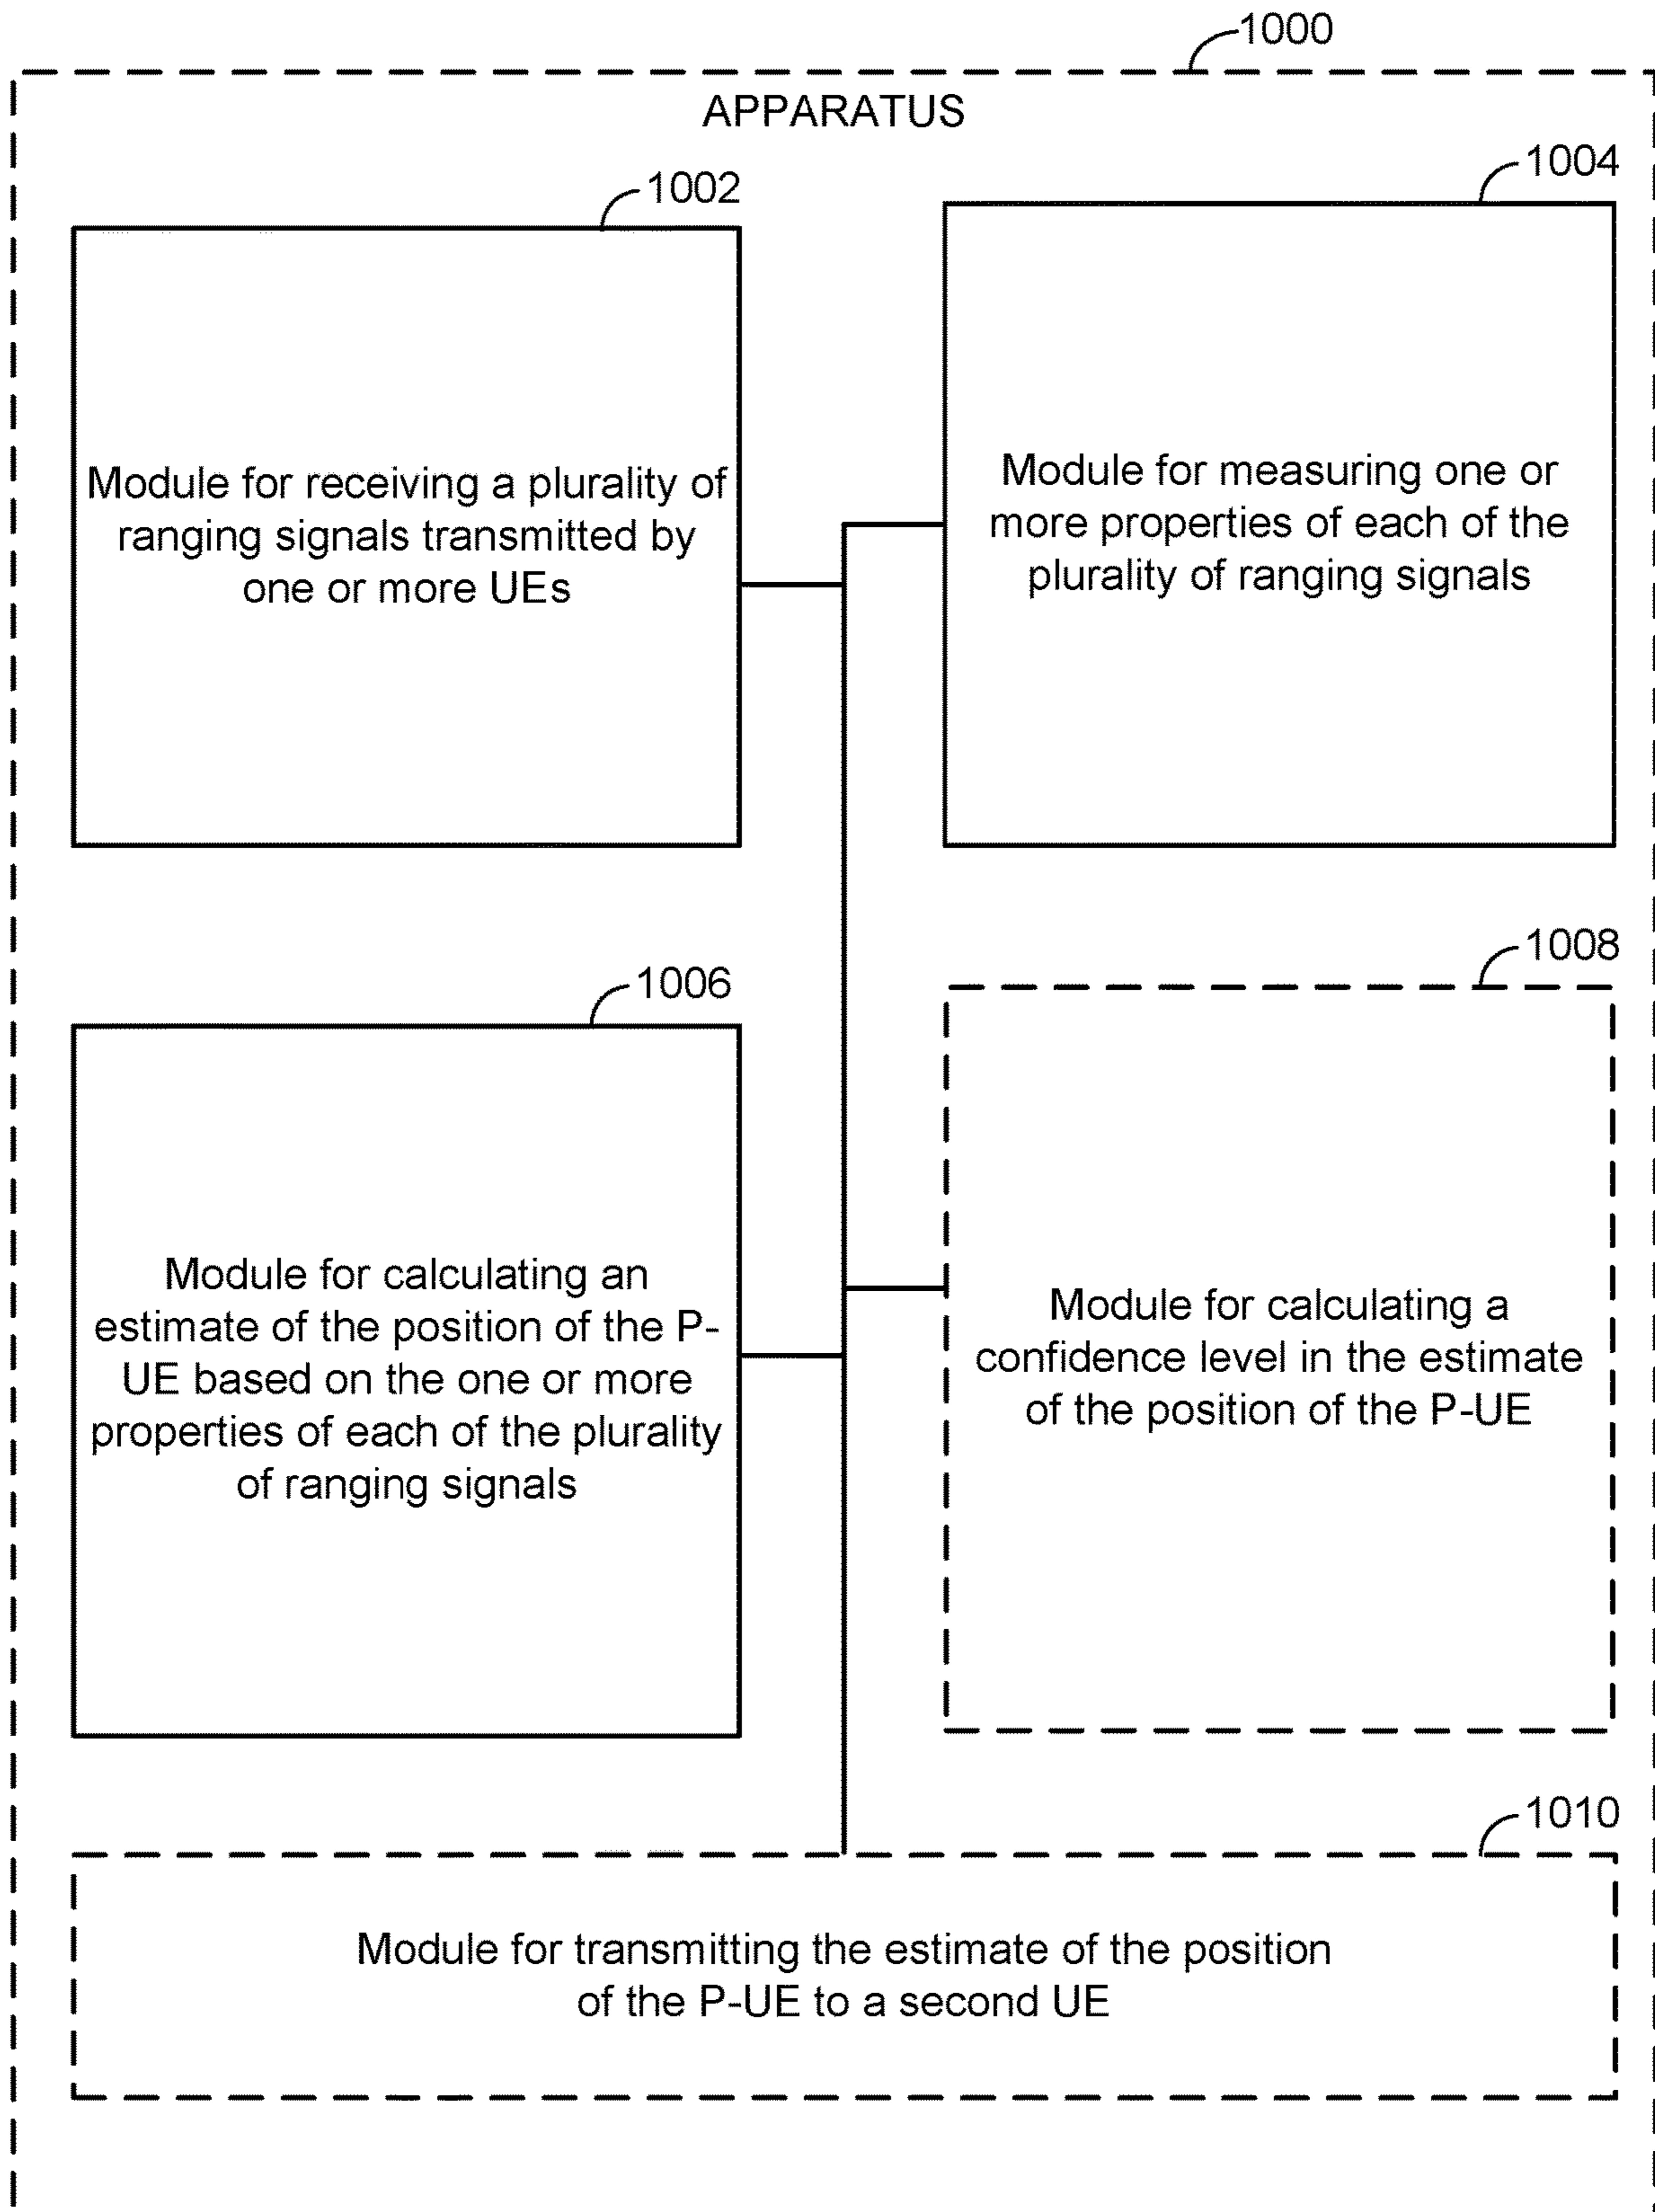 1000
APPARATUS
1002
Module for receiving a plurality of
ranging signals transmitted by
one or more UEs
1004
Module for measuring one or
more properties of each of the
plurality of ranging signals
1006
Module for calculating an
estimate of the position of the P-
UE based on the one or more
properties of each of the plurality
of ranging signals
1008
Module for calculating a
confidence level in the estimate
of the position of the P-UE
1010
Module for transmitting the estimate of the position
of the P-UE to a second UE